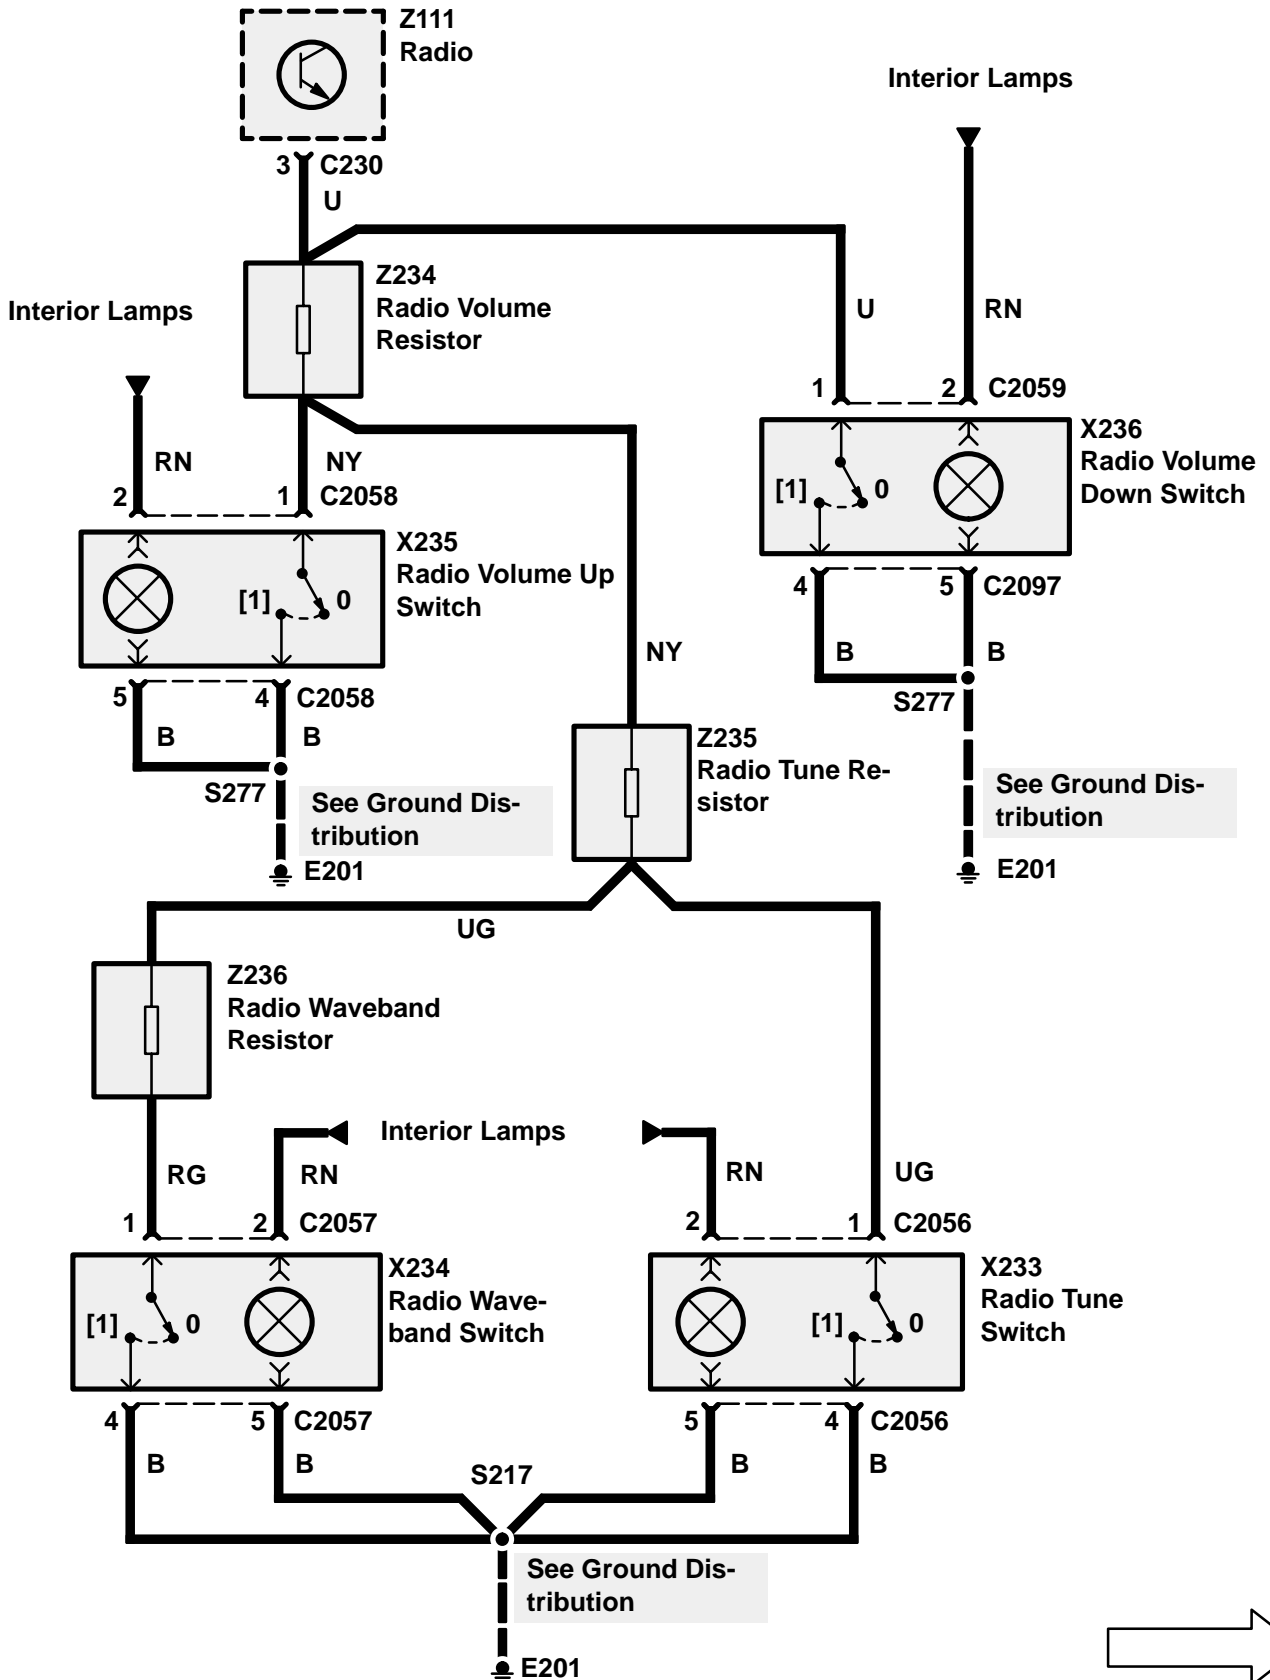 Z111
Radio
Interior Lamps
3 C230
U
Z234
Radio Volume
Resistor
Interior Lamps
U
RN
1
2 C2059
X236
Radio Volume
Down Switch
[1]
0
RN
NY
2
1 C2058
X235
Radio Volume Up
Switch
[1]
0
4
5 C2097
B
B
NY
S277
5
4 C2058
B
B
S277
Z235
Radio Tune Re-
sistor
See Ground Dis-
tribution
See Ground Dis-
tribution
E201
E201
UG
Z236
Radio Waveband
Resistor
Interior Lamps
RG
RN
RN
UG
1
2 C2057
2
1 C2056
X234
Radio Wave-
band Switch
[1]
0
X233
Radio Tune
Switch
[1]
0
4
5 C2057
5
4 C2056
B
B
S217
B
B
See Ground Dis-
tribution
E201